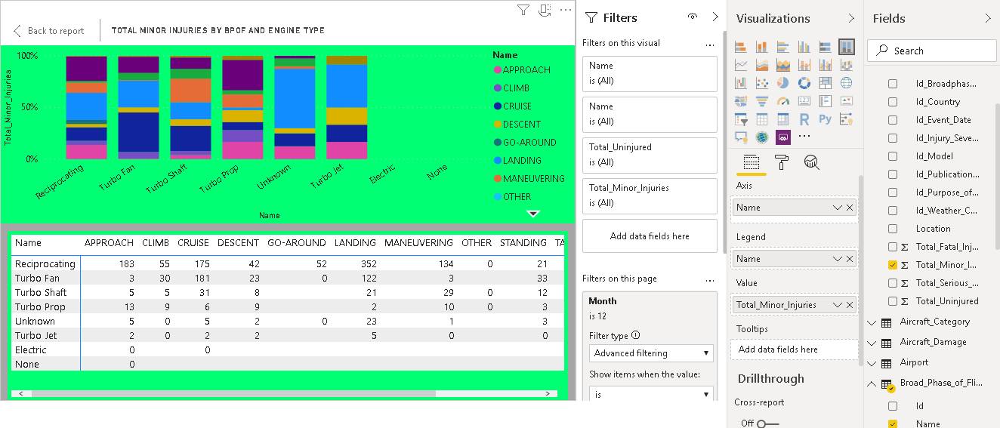 Back to report
TOTAL MINOR INJURIES BY BPOF AND ENGINE TYPE
Total_Minor_Injuries
100%
50%
0%
Reciprocating
Turbo Fan
Turbo Shaft
Turbo Prop
Unknown
Turbo Jet
Electric
None
Name
Name
APPROACH
CLIMB
CRUISE
DESCENT
GO-AROUND
LANDING
MANEUVERING
OTHER
Name APPROACH CLIMB CRUISE DESCENT GO-AROUND LANDING MANEUVERING OTHER STANDING TA
Reciprocating 183 55 175 42 52 352 134 0 21
Turbo Fan 3 30 181 23 0 122 3 33
Turbo Shaft 5 5 31 8 21 29 0 12
Turbo Prop 13 9 6 9 2 10 0 3
Unknown 5 0 5 2 0 23 1 3
Turbo Jet 2 0 2 2 5 0 0
Electric 0 0
None 0
Filters
Filters on this visual ...
Name
is (All)
Name
is (All)
Total_Uninjured
is (All)
Total_Minor_Injuries
is (All)
Add data fields here
Filters on this page ...
Month
is 12
Filter type
Advanced filtering
Show items when the value:
is
Visualizations
R Py
...
Axis
Name
Legend
Name
Value
Total_Minor_Injuries
Tooltips
Add data fields here
Drillthrough
Cross-report
Off
Fields
Search
Id_Broadphas...
Id_Country
Id_Event_Date
Id_Injury_Seve...
Id_Model
Id_Publication...
Id_Purpose_of...
Id_Weather_C...
Location
Σ Total_Fatal_Inj...
Σ Total_Minor_I...
Σ Total_Serious_...
Σ Total_Uninjured
Aircraft_Category
Aircraft_Damage
Airport
Broad_Phase_of_Fli...
Id
Name